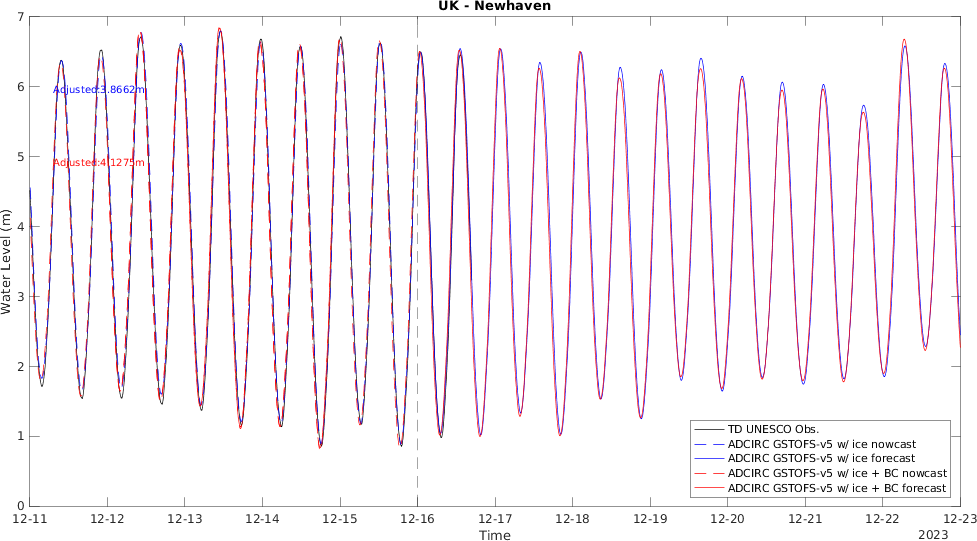 UK - Newhaven
7
6
5
4
3
2
1
0
Water Level (m)
Adjusted:3.8662m
Adjusted:4.1275m
TD UNESCO Obs.
ADCIRC GSTOFS-v5 w/ ice nowcast
ADCIRC GSTOFS-v5 w/ ice forecast
ADCIRC GSTOFS-v5 w/ ice + BC nowcast
ADCIRC GSTOFS-v5 w/ ice + BC forecast
12-11 12-12 12-13 12-14 12-15 12-16 12-17 12-18 12-19 12-20 12-21 12-22 12-23
Time
2023